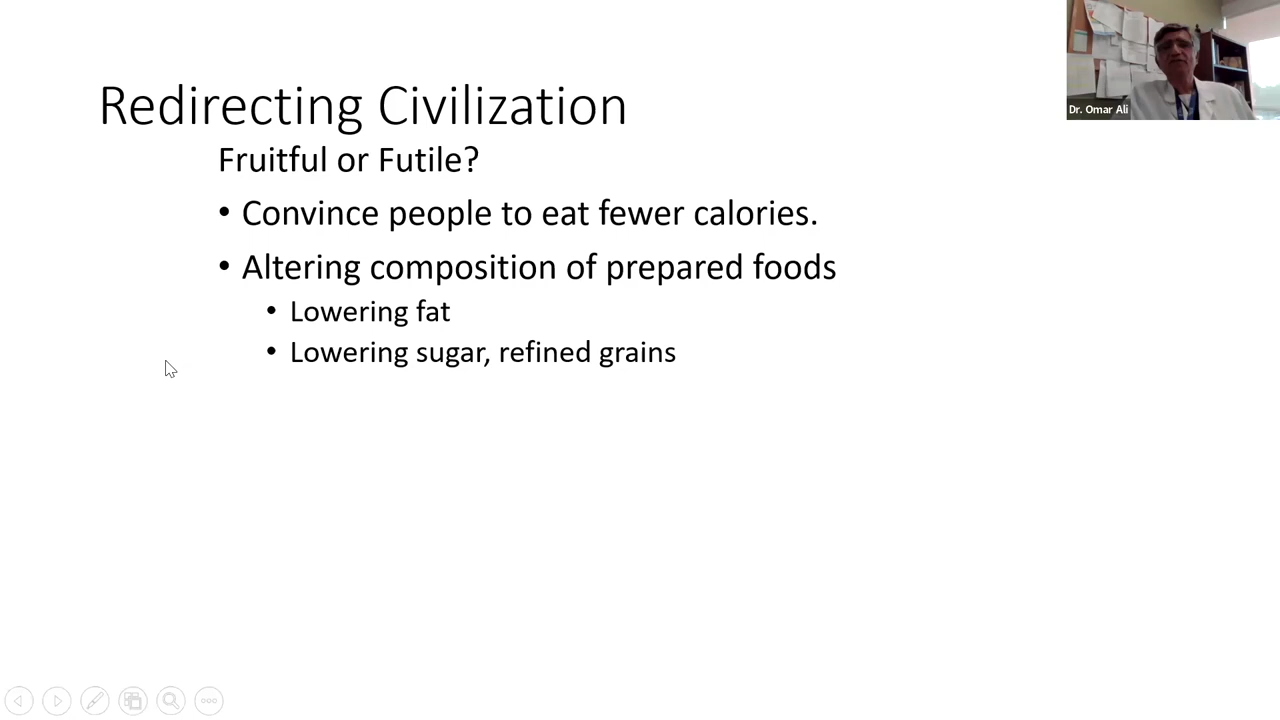 Redirecting Civilization
Fruitful or Futile?
• Convince people to eat fewer calories.
• Altering composition of prepared foods
• Lowering fat
• Lowering sugar, refined grains
Dr. Omar Ali